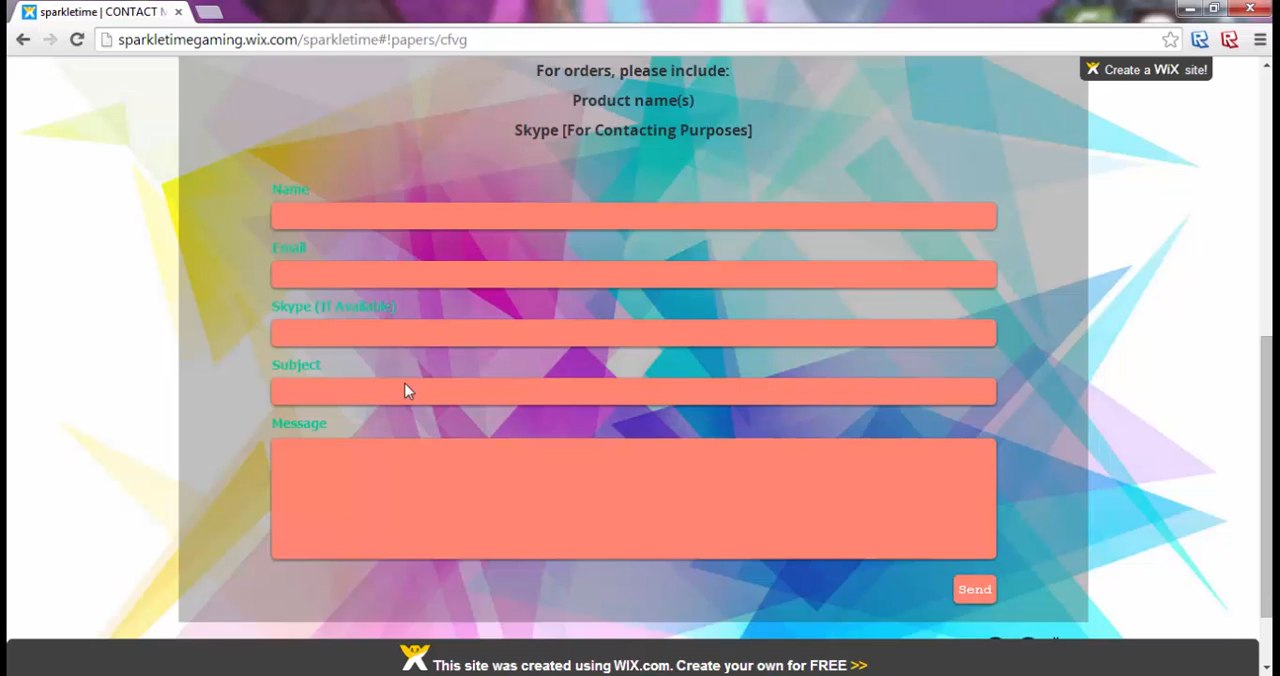 sparkletime | CONTACT M
sparkletimegaming.wix.com/sparkletime#!papers/cfvg
Create a WiX site!
For orders, please include:
Product name(s)
Skype [For Contacting Purposes]
Name
Email
Skype (If Available)
Subject
Message
Send
This site was created using WIX.com. Create your own for FREE >>